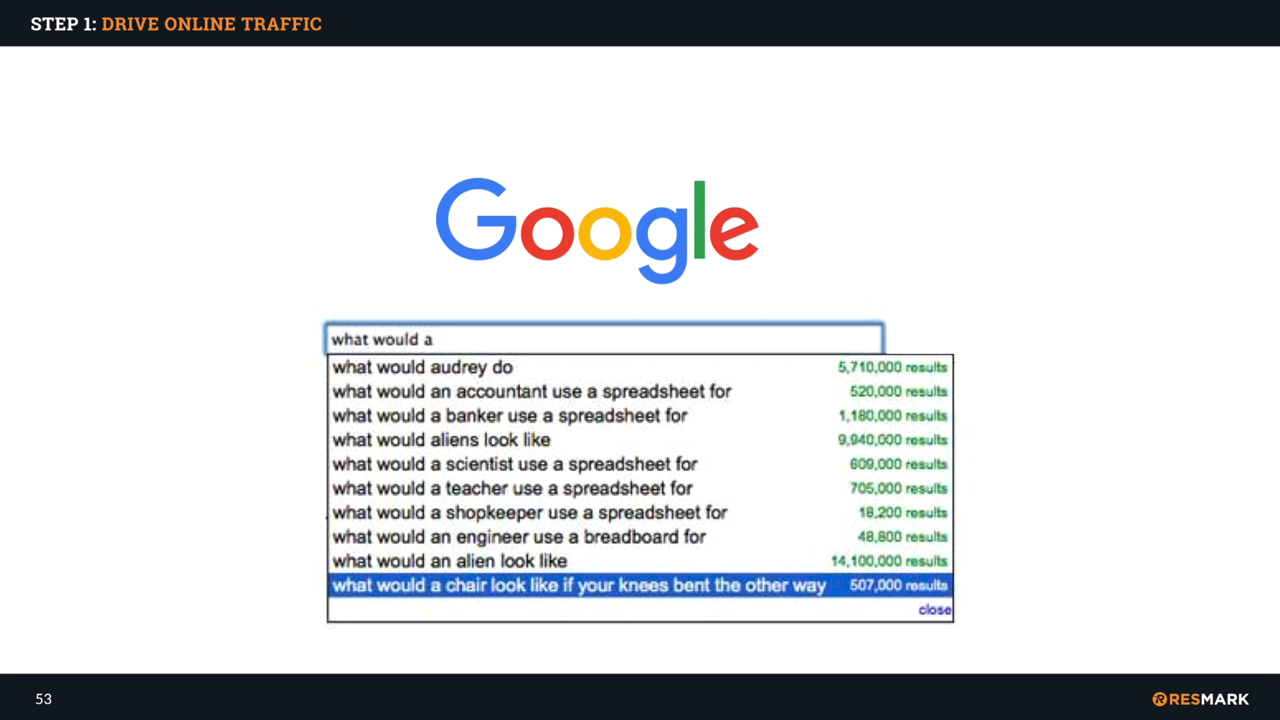 STEP 1: DRIVE ONLINE TRAFFIC
Google
what would a
what would audrey do 5,710,000 results
what would an accountant use a spreadsheet for 520,000 results
what would a banker use a spreadsheet for 1,180,000 results
what would aliens look like 9,940,000 results
what would a scientist use a spreadsheet for 609,000 results
what would a teacher use a spreadsheet for 705,000 results
what would a shopkeeper use a spreadsheet for 18,200 results
what would an engineer use a breadboard for 48,800 results
what would an alien look like 14,100,000 results
what would a chair look like if your knees bent the other way 507,000 results
close
53 RESMARK